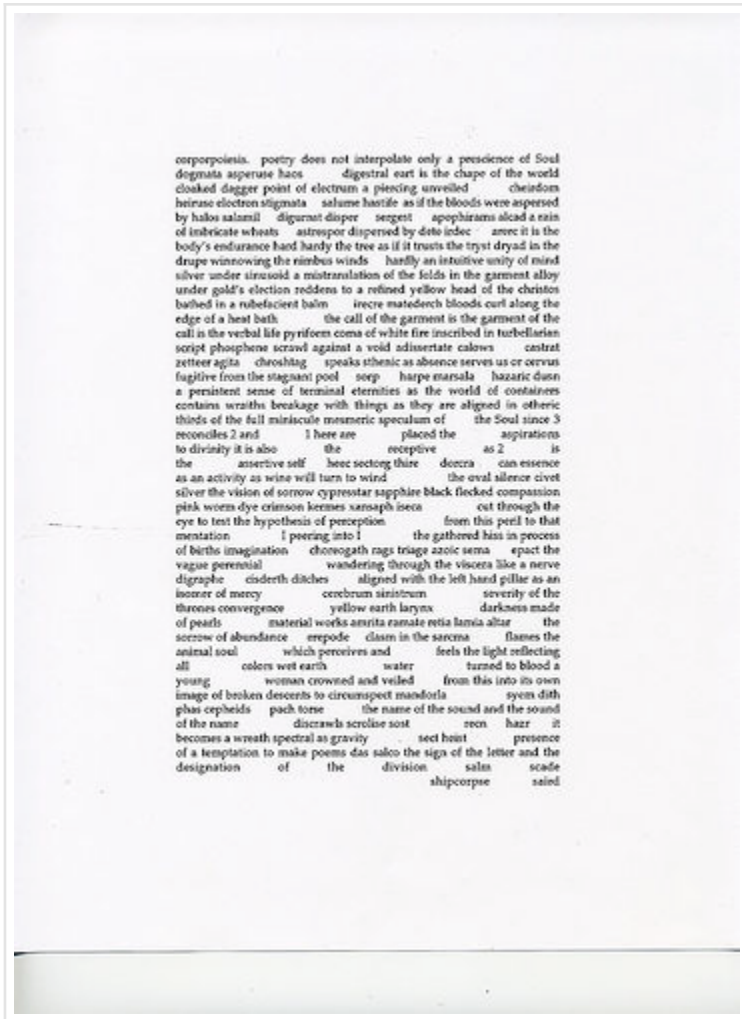 corporpoiesis. poetry does not interpolate only a prescience of Soul
dogmata asperuse haos digestral eart is the chape of the world
cloaked dagger point of electrum a piercing unveiled cheirdom
heiruse electron stigmata salume hastife as if the bloods were aspersed
by halos salamil digurnat disper sergest apophirams alcad a rain
of imbricate wheats astrospor dispersed by deto irdec arerc it is the
body's endurance hard hardy the tree as if it trusts the tryst dryad in the
drupe winnowing the nimbus winds hardly an intuitive unity of mind
silver under sinusoid a mistranslation of the folds in the garment alloy
under gold's election reddens to a refined yellow head of the christos
bathed in a rubefacient balm irecre matederch bloods curl along the
edge of a heat bath the call of the garment is the garment of the
call is the verbal life pyriform coma of white fire inscribed in turbellarian
script phosphene scrawl against a void adissertate calows castrat
zetteer agita chroshtag speaks sthenic as absence serves us or cervus
fugitive from the stagnant pool sorp harpe marsala hazaric dusn
a persistent sense of terminal eternities as the world of containers
contains wraiths breakage with things as they are aligned in otheric
thirds of the full miniscule mesmeric speculum of the Soul since 3
reconciles 2 and 1 here are placed the aspirations
to divinity it is also the receptive as 2 is
the assertive self heec sectorg thire deecra can essence
as an activity as wine will turn to wind the oval silence civet
silver the vision of sorrow cypresstar sapphire black flecked compassion
pink worm dye crimson kermes xansaph iseca cut through the
eye to test the hypothesis of perception from this peril to that
mentation I peering into I the gathered hiss in process
of births imagination choreogath rags triage azoic sema epact the
vague perennial wandering through the viscera like a nerve
digraphe cisderth ditches aligned with the left hand pillar as an
isomer of mercy cerebrum sinistrum severity of the
thrones convergence yellow earth larynx darkness made
of pearls material works amrita ramate retia lamia altar the
sorrow of abundance erepode clasm in the sarcma flames the
animal soul which perceives and feels the light reflecting
all colors wet earth water turned to blood a
young woman crowned and veiled from this into its own
image of broken descents to circumspect mandorla syem dith
phas cepheids pach torse the name of the sound and the sound
of the name discrawls scrolise sost recn hazr it
becomes a wreath spectral as gravity sect heist presence
of a temptation to make poems das salco the sign of the letter and the
designation of the division salm scade
shipcorpse saied